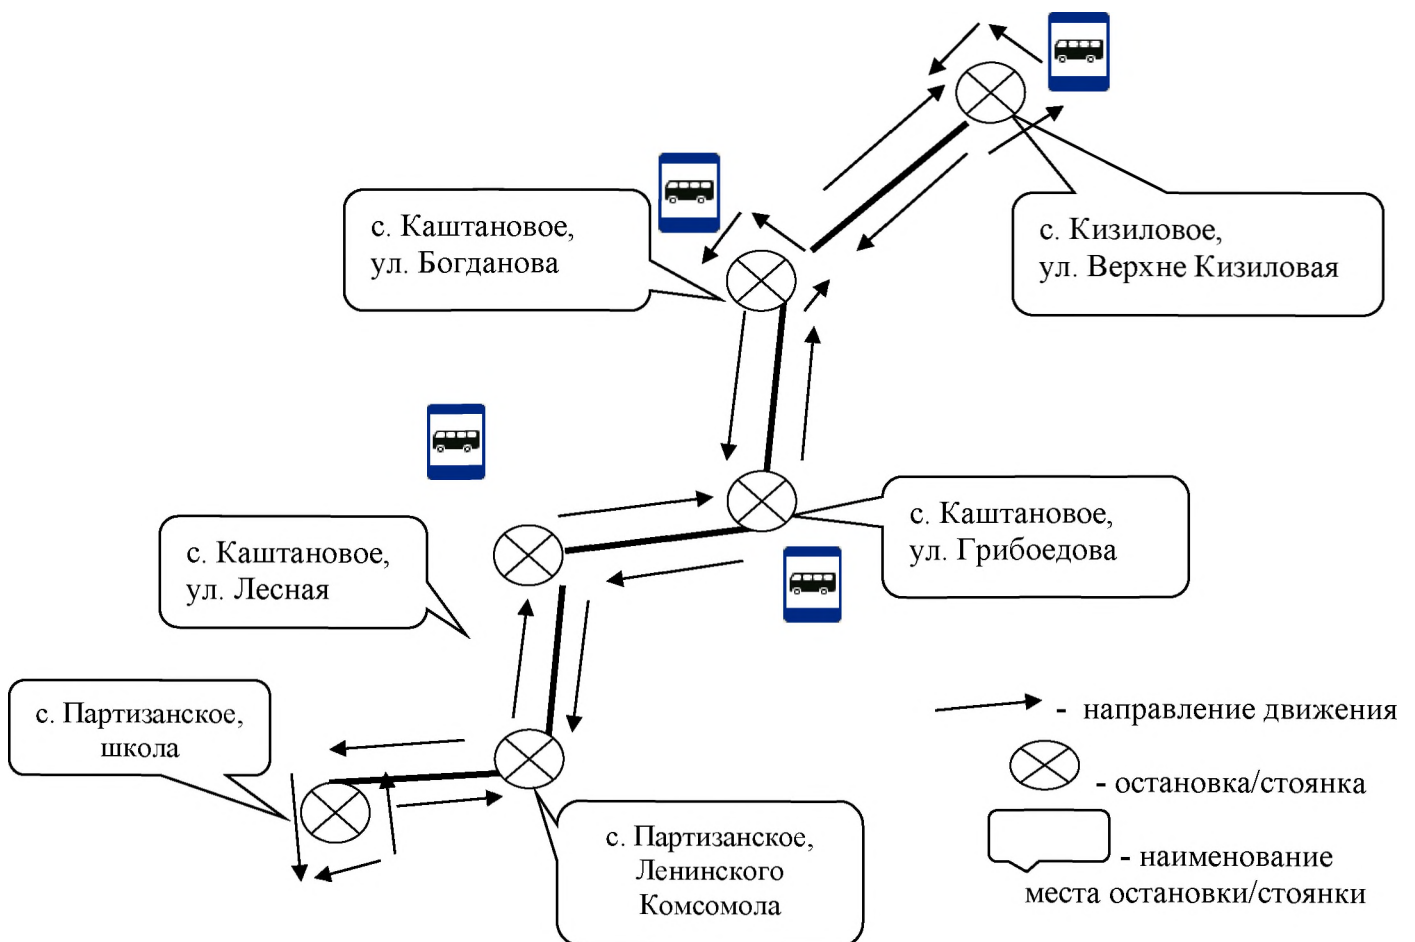 с. Каштановое,
ул. Богданова
с. Кизиловое,
ул. Верхне Кизиловая
с. Каштановое,
ул. Грибоедова
с. Каштановое,
ул. Лесная
с. Партизанское,
школа
с. Партизанское,
Ленинского
Комсомола
- направление движения
- остановка/стоянка
- наименование
места остановки/стоянки